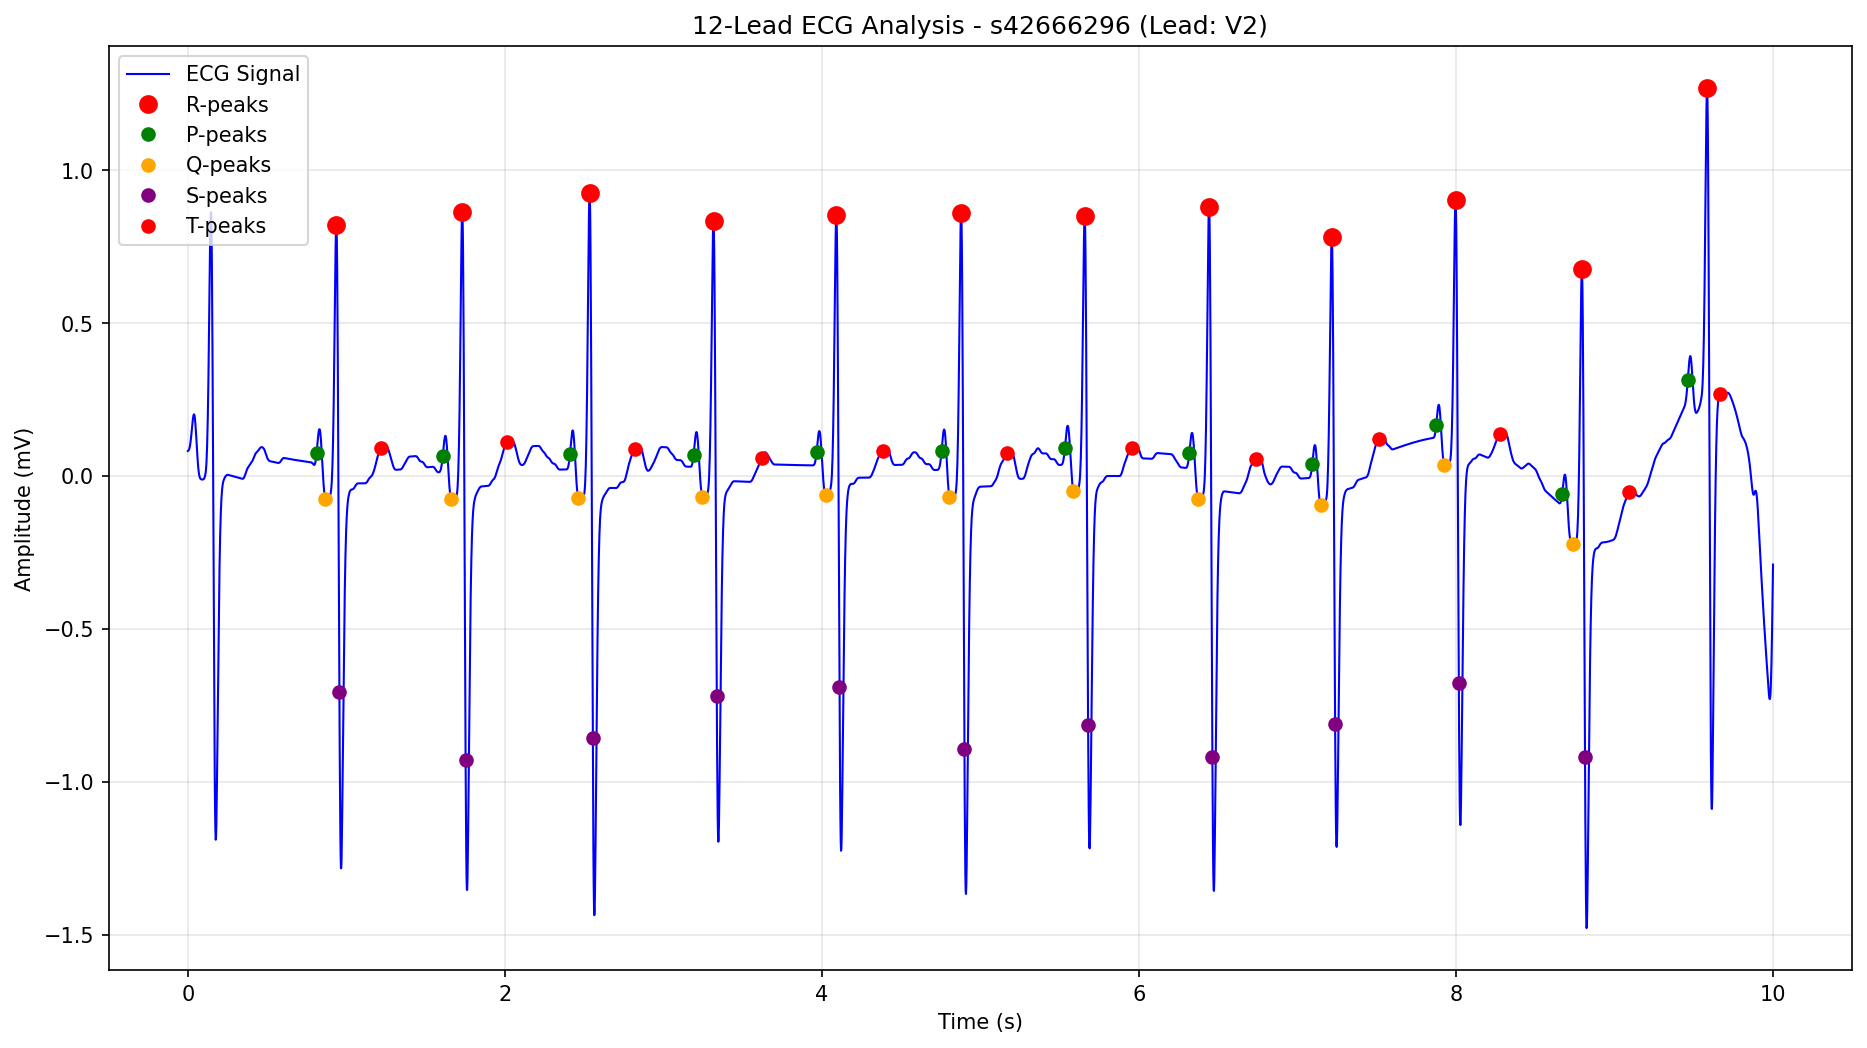 12-Lead ECG Analysis - s42666296 (Lead: V2)
ECG Signal
R-peaks
P-peaks
Q-peaks
S-peaks
T-peaks
Amplitude (mV)
1.0
0.5
0.0
−0.5
−1.0
−1.5
0 2 4 6 8 10
Time (s)